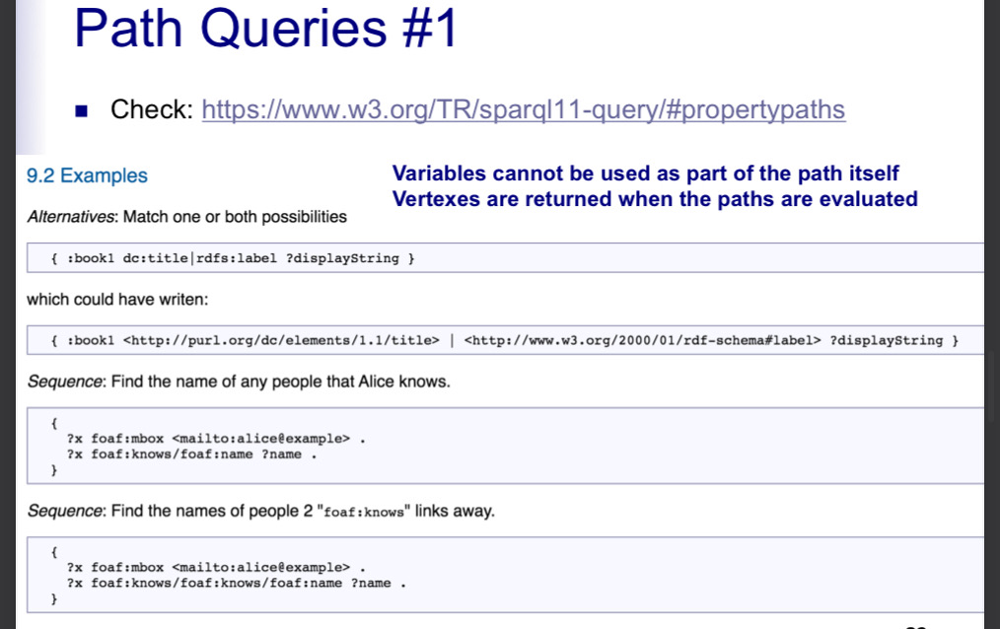 Path Queries #1
Check: https://www.w3.org/TR/sparql11-query/#propertypaths
9.2 Examples
Variables cannot be used as part of the path itself
Vertexes are returned when the paths are evaluated
Alternatives: Match one or both possibilities
{ :book1 dc:title|rdfs:label ?displayString }
which could have writen:
{ :book1 <http://purl.org/dc/elements/1.1/title> | <http://www.w3.org/2000/01/rdf-schema#label> ?displayString }
Sequence: Find the name of any people that Alice knows.
{
?x foaf:mbox <mailto:alice@example> .
?x foaf:knows/foaf:name ?name .
}
Sequence: Find the names of people 2 "foaf:knows" links away.
{
?x foaf:mbox <mailto:alice@example> .
?x foaf:knows/foaf:knows/foaf:name ?name .
}